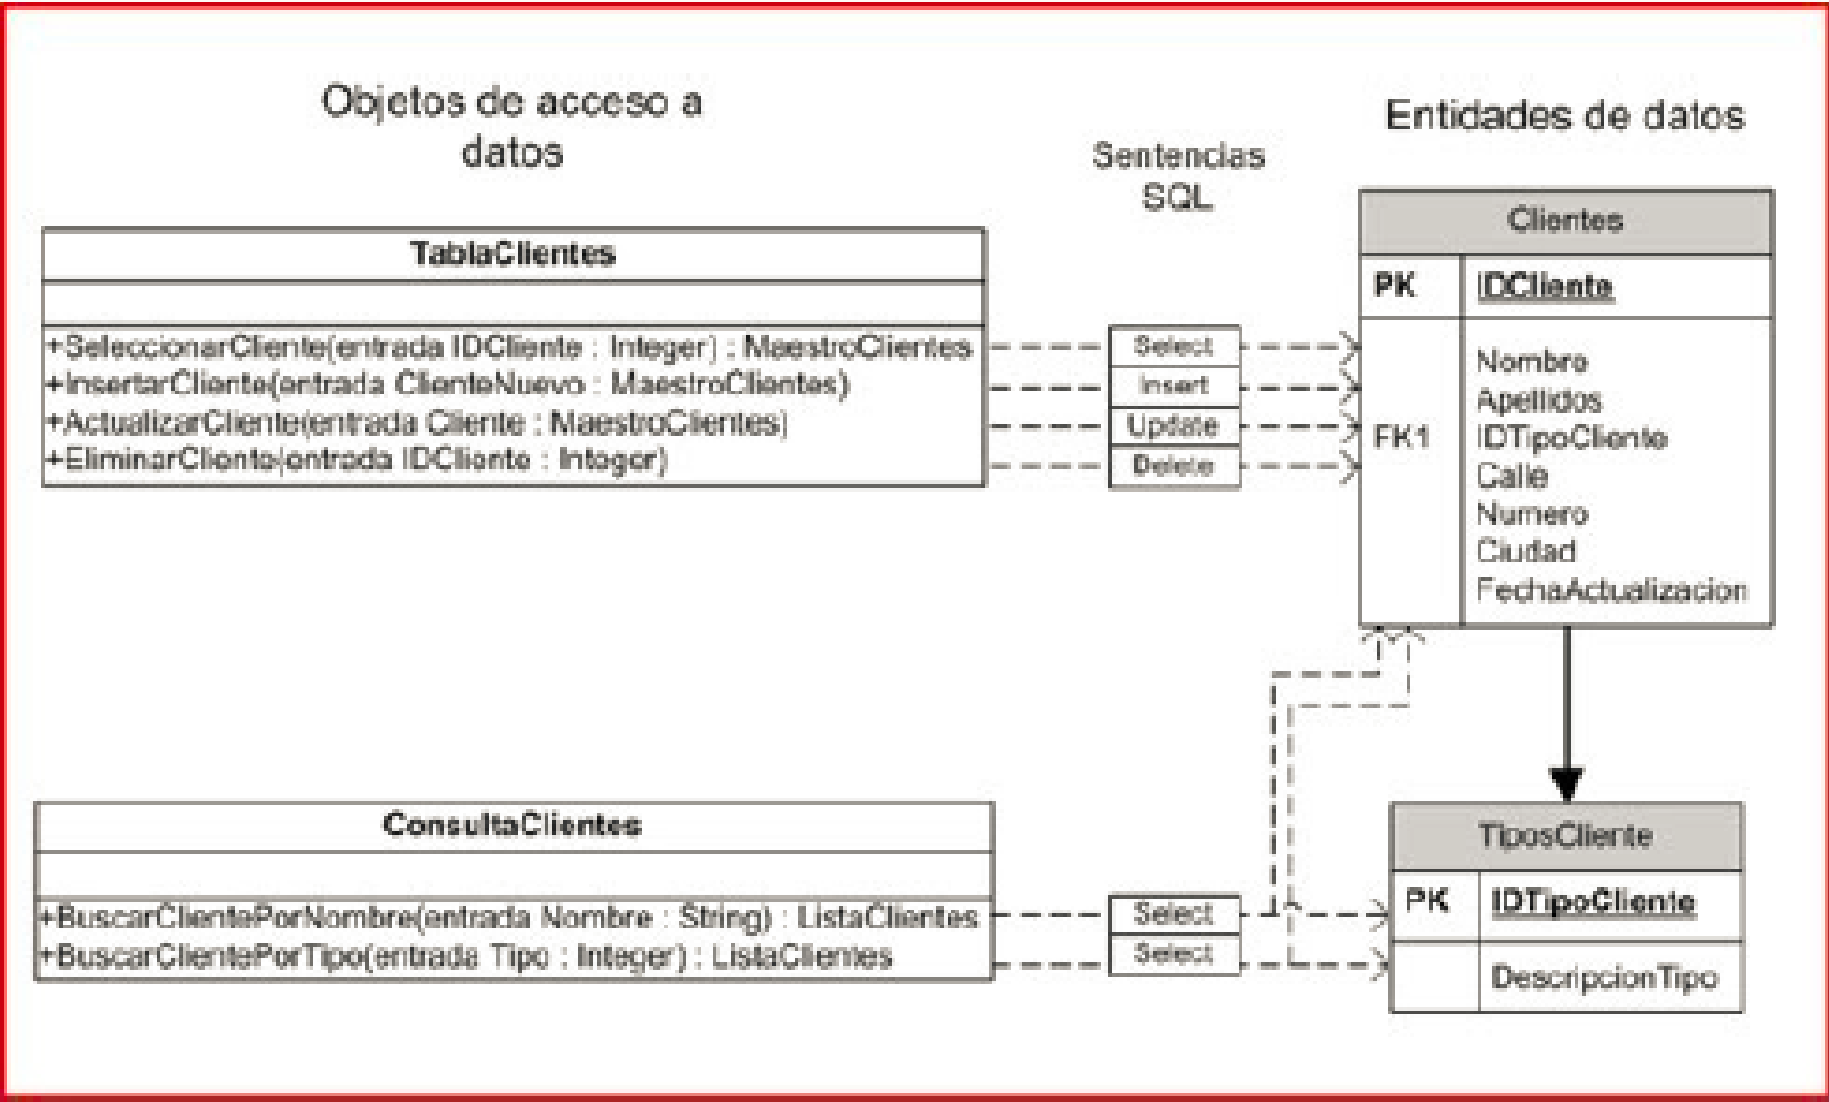 Objetos de acceso a
datos
Sentencias
SQL
Entidades de datos
TablaClientes
+SeleccionarCliente(entrada IDCliente : Integer) : MaestroClientes
+InsertarCliente(entrada ClienteNuevo : MaestroClientes)
+ActualizarCliente(entrada Cliente : MaestroClientes)
+EliminarCliente(entrada IDCliente : Integer)
Select
Insert
Update
Delete
Clientes
PK IDCliente
Nombre
Apellidos
FK1 IDTipoCliente
Calle
Numero
Ciudad
FechaActualizacion
ConsultaClientes
+BuscarClientePorNombre(entrada Nombre : String) : ListaClientes
+BuscarClientePorTipo(entrada Tipo : Integer) : ListaClientes
Select
Select
TiposCliente
PK IDTipoCliente
DescripcionTipo